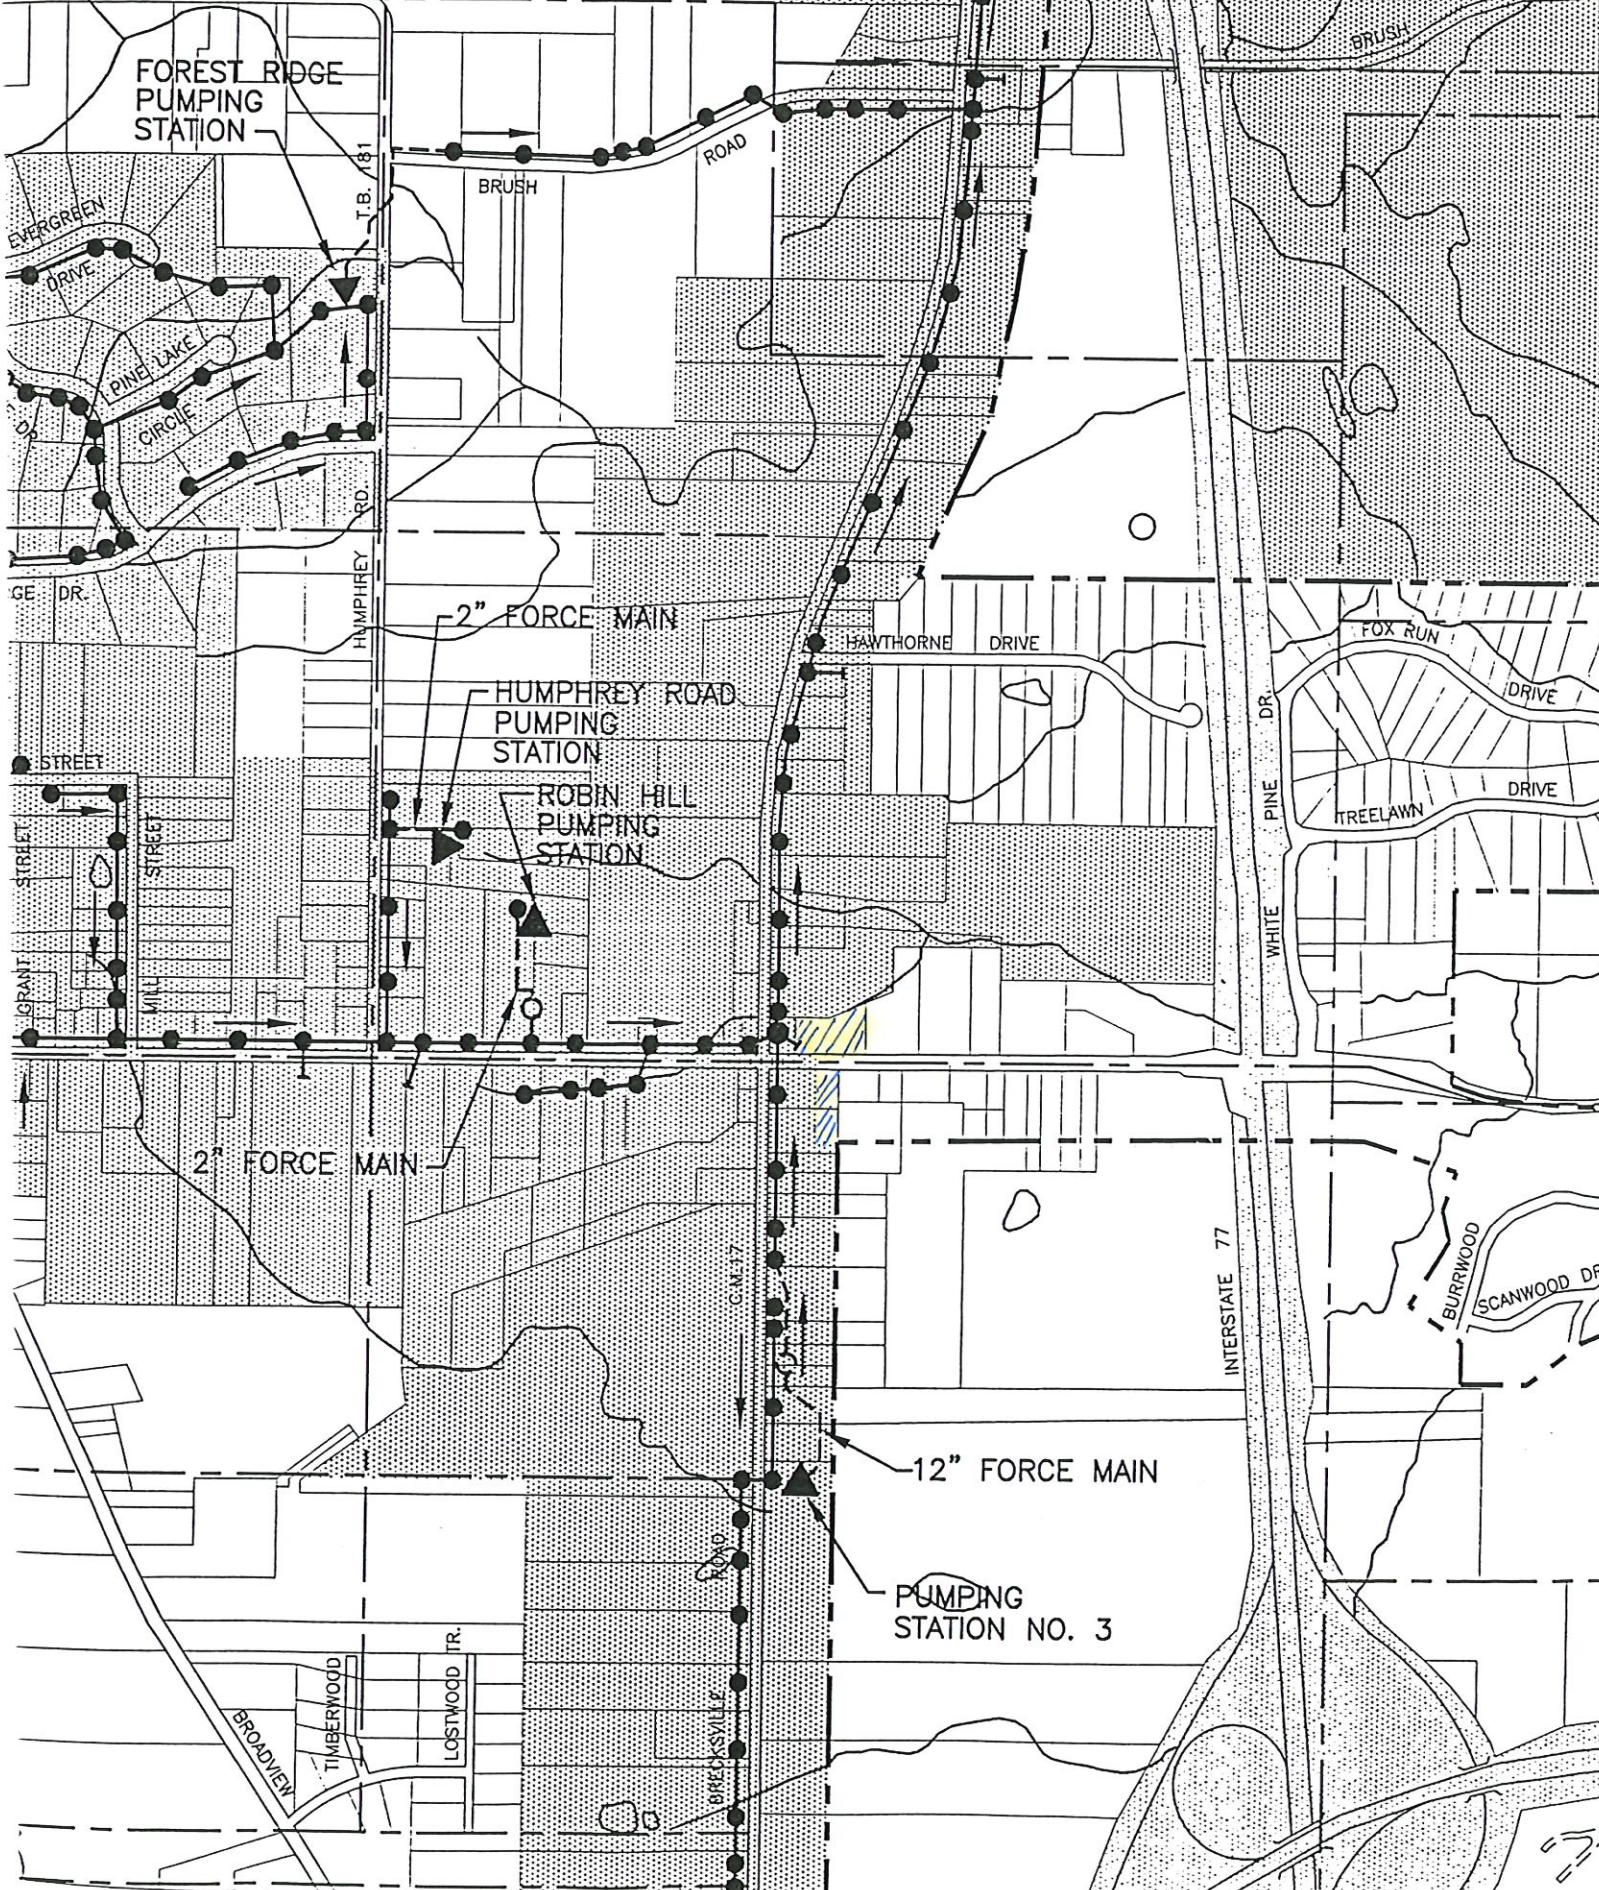 BRUSH
FOREST RIDGE
PUMPING
STATION
T.B. 181
ROAD
BRUSH
EVERGREEN
DRIVE
PINE LAKE
CIRCLE
DR.
RD.
HUMPHREY
GE DR.
2" FORCE MAIN
HAWTHORNE DRIVE
FOX RUN
DRIVE
HUMPHREY ROAD
PUMPING
STATION
WHITE PINE DR.
STREET
ROBIN HILL
PUMPING
STATION
DRIVE
TREELAWN
GRANT STREET
MILL STREET
2" FORCE MAIN
C.M.17
INTERSTATE 77
BURRWOOD
SCANWOOD DR
12" FORCE MAIN
PUMPING
STATION NO. 3
BRECKSVILLE ROAD
BROADVIEW
TIMBERWOOD
LOSTWOOD TR.